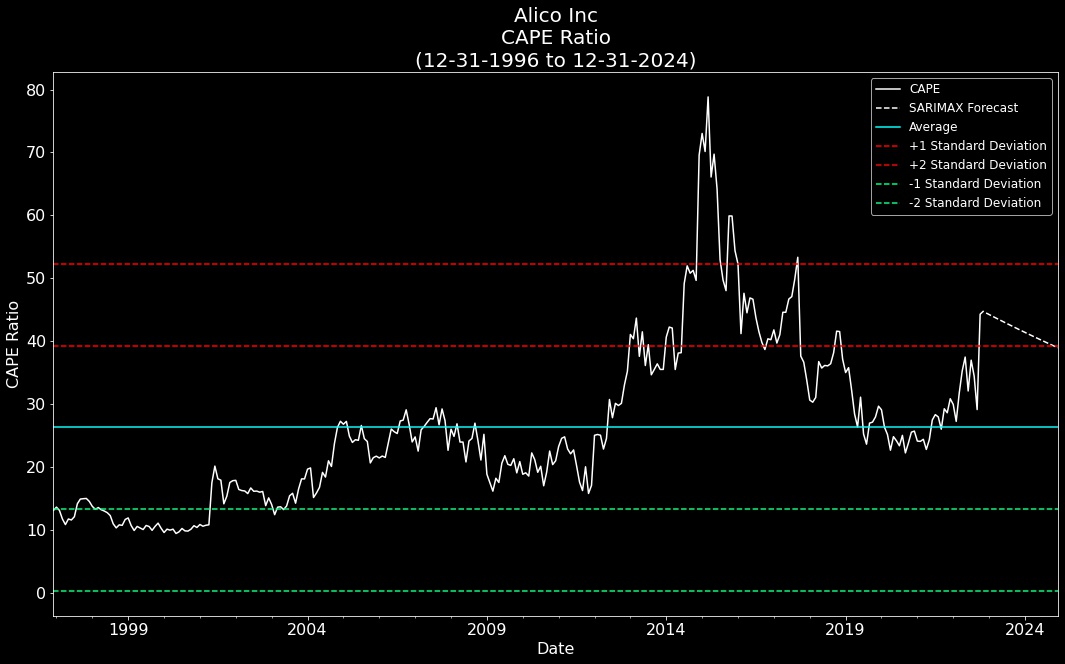 Alico Inc
CAPE Ratio
(12-31-1996 to 12-31-2024)
CAPE
SARIMAX Forecast
Average
+1 Standard Deviation
+2 Standard Deviation
-1 Standard Deviation
-2 Standard Deviation
80
70
60
50
40
30
20
10
0
CAPE Ratio
1999
2004
2009
2014
2019
2024
Date